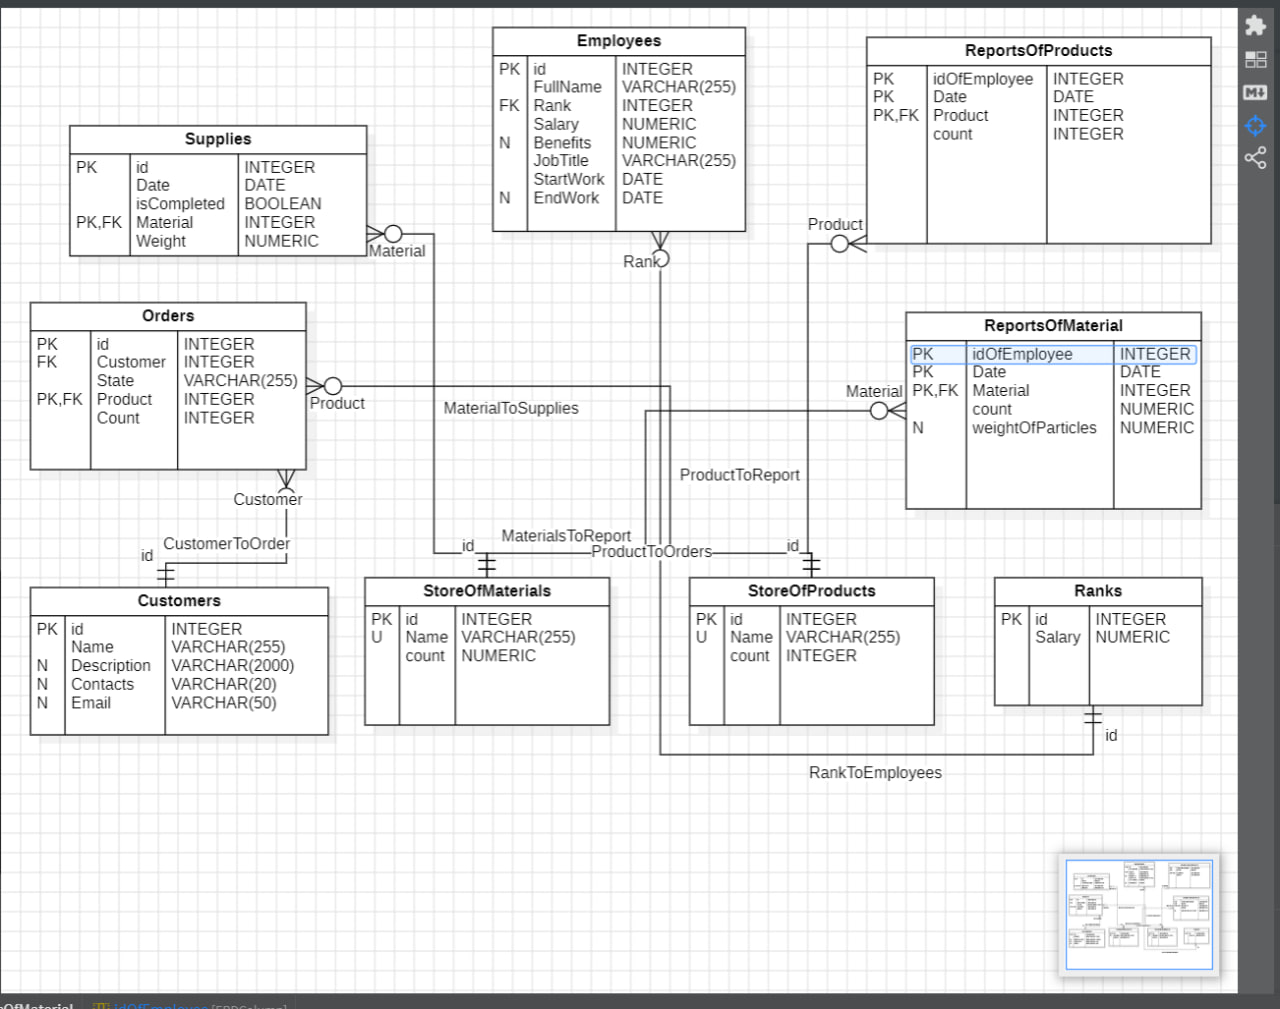 Employees
PK id INTEGER
FullName VARCHAR(255)
FK Rank INTEGER
Salary NUMERIC
N Benefits NUMERIC
JobTitle VARCHAR(255)
StartWork DATE
N EndWork DATE
Rank
ReportsOfProducts
PK idOfEmployee INTEGER
PK Date DATE
PK,FK Product INTEGER
count INTEGER
Product
Supplies
PK id INTEGER
Date DATE
isCompleted BOOLEAN
PK,FK Material INTEGER
Weight NUMERIC
Material
Orders
PK id INTEGER
FK Customer INTEGER
State VARCHAR(255)
PK,FK Product INTEGER
Count INTEGER
Product
Customer
ReportsOfMaterial
PK idOfEmployee INTEGER
PK Date DATE
PK,FK Material INTEGER
count NUMERIC
N weightOfParticles NUMERIC
Material
MaterialToSupplies
ProductToReport
MaterialsToReport
ProductToOrders
CustomerToOrder
id
id
id
Customers
PK id INTEGER
Name VARCHAR(255)
N Description VARCHAR(2000)
N Contacts VARCHAR(20)
N Email VARCHAR(50)
StoreOfMaterials
PK id INTEGER
U Name VARCHAR(255)
count NUMERIC
StoreOfProducts
PK id INTEGER
U Name VARCHAR(255)
count INTEGER
Ranks
PK id INTEGER
Salary NUMERIC
id
RankToEmployees
M